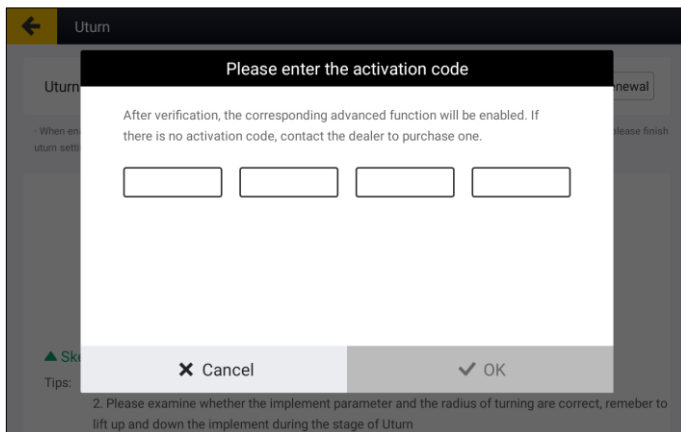 Uturn
Please enter the activation code
Uturn
newal
After verification, the corresponding advanced function will be enabled. If
there is no activation code, contact the dealer to purchase one.
- When en
please finish
uturn setti
Ske
Cancel
OK
Tips:
2. Please examine whether the implement parameter and the radius of turning are correct, remeber to
lift up and down the implement during the stage of Uturn